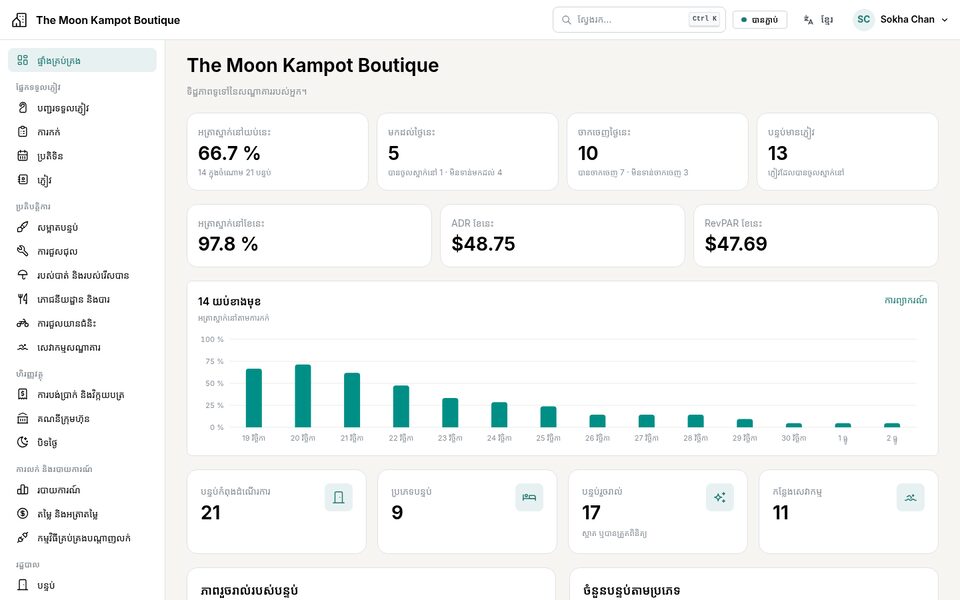 The Moon Kampot Boutique
ស្វែងរក...
Ctrl K
បានភ្ជាប់
ខ្មែរ
SC
Sokha Chan
ផ្ទាំងគ្រប់គ្រង
ផ្នែកទទួលភ្ញៀវ
បញ្ជរទទួលភ្ញៀវ
ការកក់
ប្រតិទិន
ភ្ញៀវ
ប្រតិបត្តិការ
សម្អាតបន្ទប់
ការជួសជុល
របស់បាត់ និងរបស់រើសបាន
ភោជនីយដ្ឋាន និងបារ
ការជួលយានជំនិះ
សេវាកម្មសណ្ឋាគារ
ហិរញ្ញវត្ថុ
ការបង់ប្រាក់ និងវិក្កយបត្រ
គណនីក្រុមហ៊ុន
បិទថ្ងៃ
ការលក់ និងរបាយការណ៍
របាយការណ៍
តម្លៃ និងអត្រាតម្លៃ
កម្មវិធីគ្រប់គ្រងបណ្តាញលក់
រដ្ឋបាល
បន្ទប់
The Moon Kampot Boutique
ទិដ្ឋភាពទូទៅនៃសណ្ឋាគាររបស់អ្នក។
អត្រាស្នាក់នៅយប់នេះ
66.7 %
14 ក្នុងចំណោម 21 បន្ទប់
មកដល់ថ្ងៃនេះ
5
បានចូលស្នាក់នៅ 1 · មិនទាន់មកដល់ 4
ចាកចេញថ្ងៃនេះ
10
បានចាកចេញ 7 · មិនទាន់ចាកចេញ 3
បន្ទប់មានភ្ញៀវ
13
ភ្ញៀវដែលបានចូលស្នាក់នៅ
អត្រាស្នាក់នៅខែនេះ
97.8 %
ADR ខែនេះ
$48.75
RevPAR ខែនេះ
$47.69
14 យប់ខាងមុខ
ការព្យាករណ៍
អត្រាស្នាក់នៅតាមការកក់
100 %
75 %
50 %
25 %
0 %
19 វិច្ឆិកា
20 វិច្ឆិកា
21 វិច្ឆិកា
22 វិច្ឆិកា
23 វិច្ឆិកា
24 វិច្ឆិកា
25 វិច្ឆិកា
26 វិច្ឆិកា
27 វិច្ឆិកា
28 វិច្ឆិកា
29 វិច្ឆិកា
30 វិច្ឆិកា
1 ធ្នូ
2 ធ្នូ
បន្ទប់កំពុងដំណើរការ
21
ប្រភេទបន្ទប់
9
បន្ទប់រួចរាល់
17
ស្អាត ឬបានត្រួតពិនិត្យ
កន្លែងសេវាកម្ម
11
ភាពរួចរាល់របស់បន្ទប់
ចំនួនបន្ទប់តាមប្រភេទ